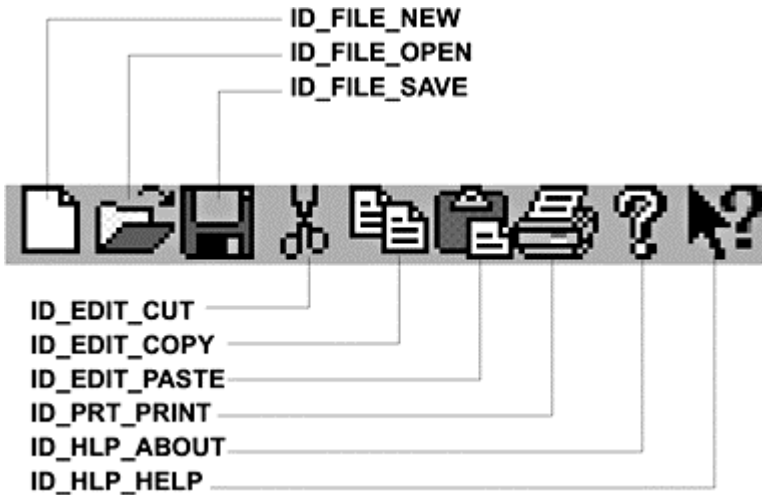 ID_FILE_NEW
ID_FILE_OPEN
ID_FILE_SAVE
ID_EDIT_CUT
ID_EDIT_COPY
ID_EDIT_PASTE
ID_PRT_PRINT
ID_HLP_ABOUT
ID_HLP_HELP